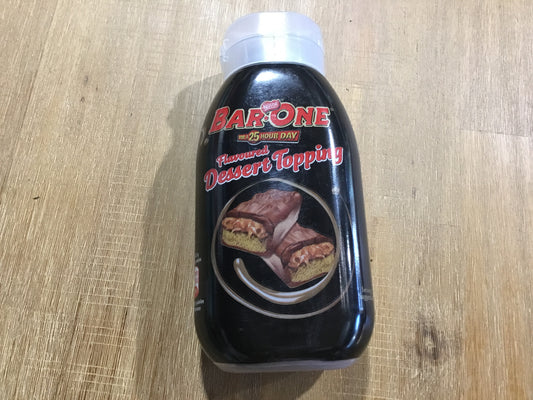 Nestlé
BAR·ONE
FOR A 25 HOUR DAY
Flavoured
Dessert Topping